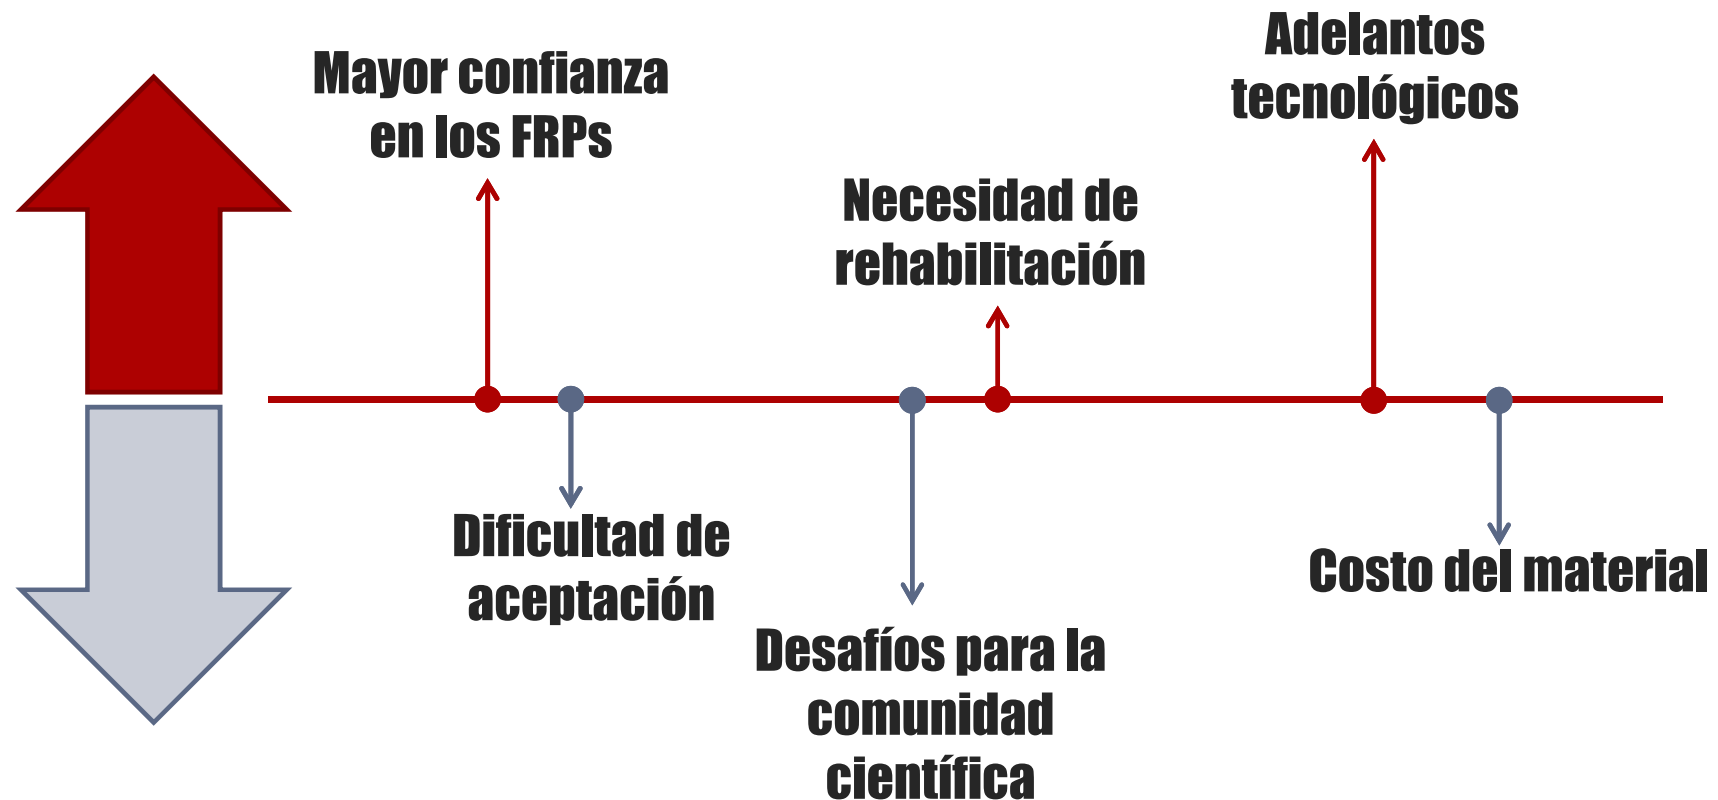 Mayor confianza
en los FRPs
Necesidad de
rehabilitación
Adelantos
tecnológicos
Dificultad de
aceptación
Desafíos para la
comunidad
científica
Costo del material